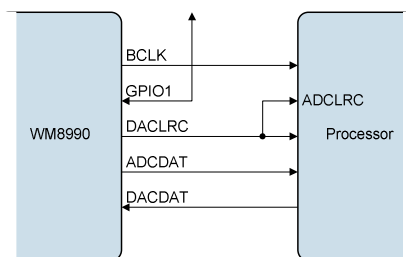 BCLK
GPIO1
ADCLRC
WM8990
DACLRC
Processor
ADCDAT
DACDAT